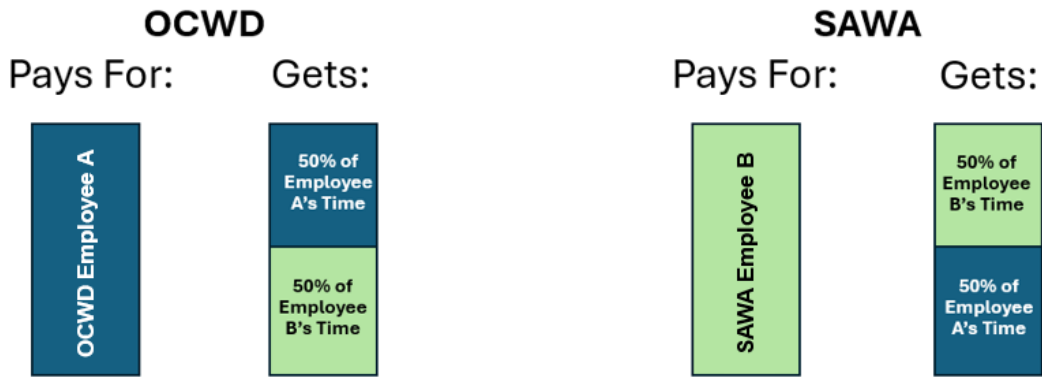 OCWD
Pays For:
Gets:
OCWD Employee A
50% of
Employee
A's Time
50% of
Employee
B's Time
SAWA
Pays For:
Gets:
SAWA Employee B
50% of
Employee
B's Time
50% of
Employee
A's Time